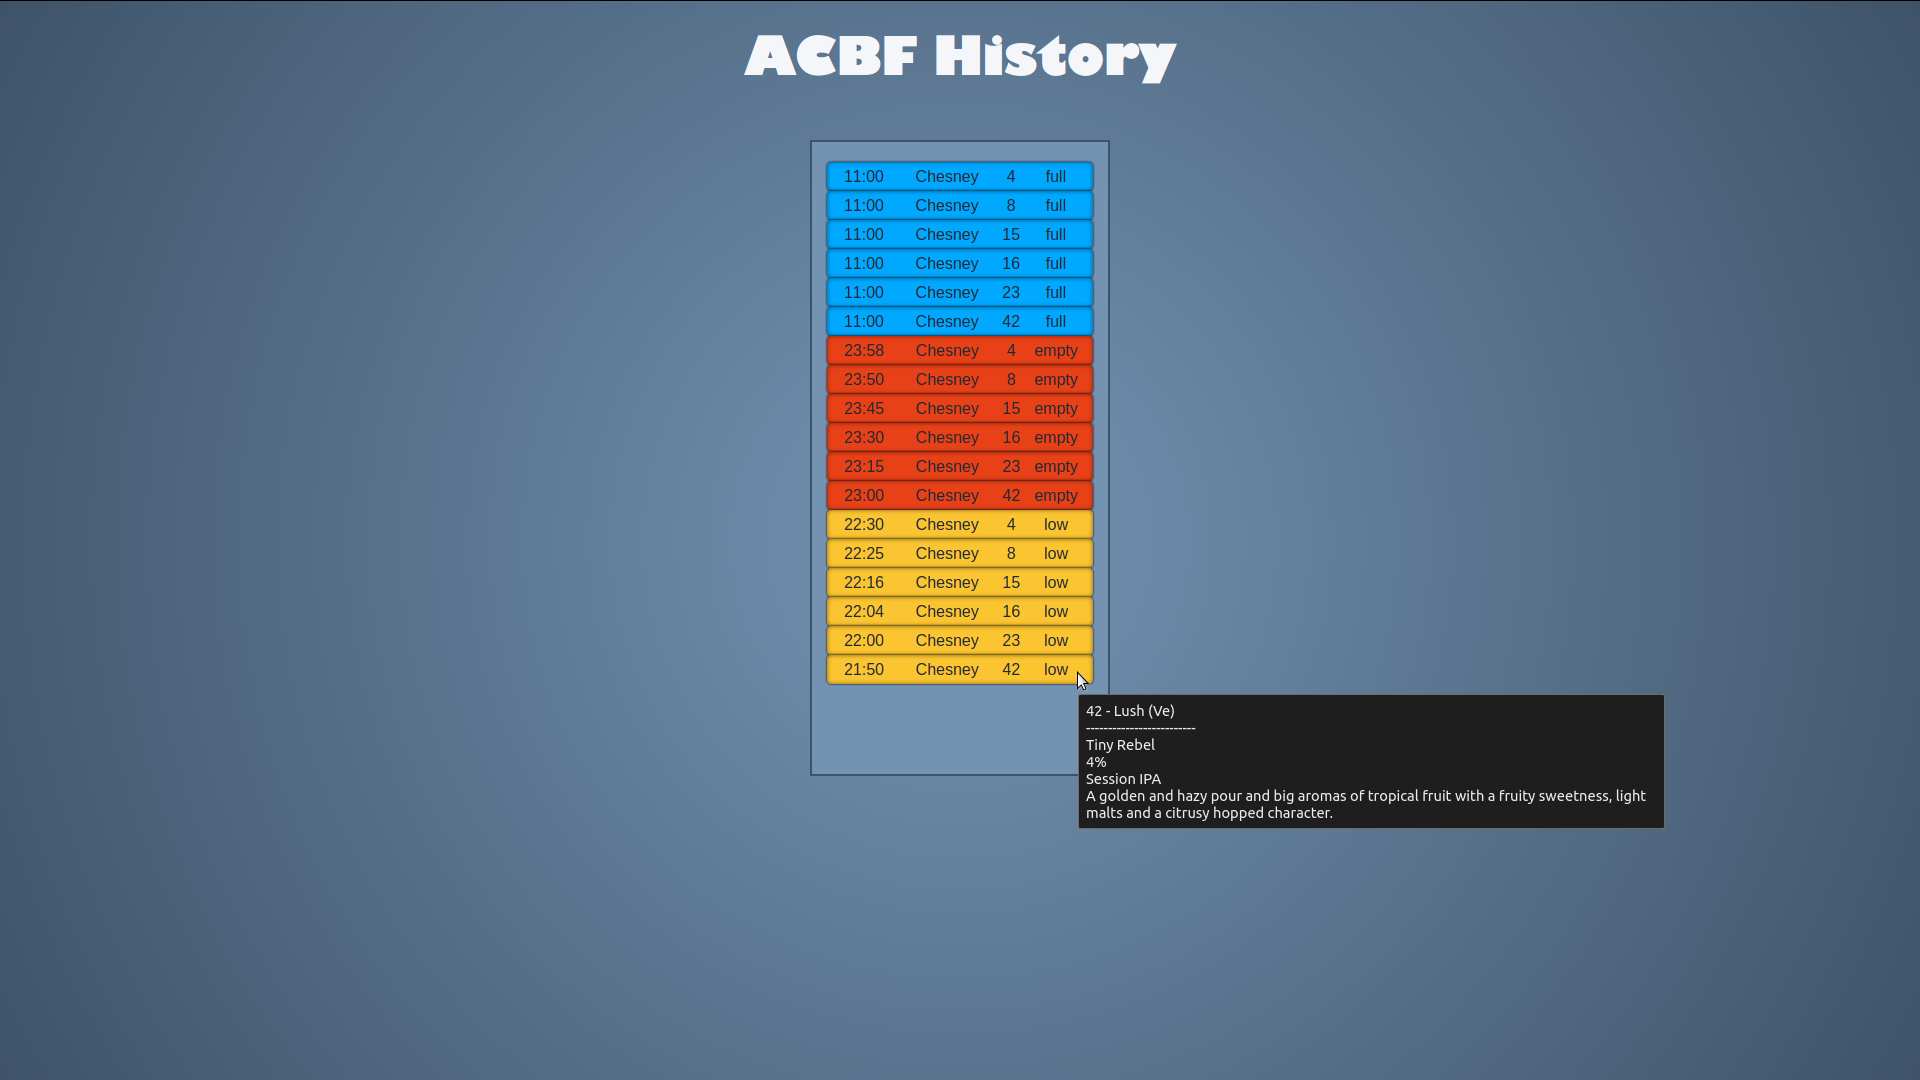 ACBF History
11:00 Chesney 4 full
11:00 Chesney 8 full
11:00 Chesney 15 full
11:00 Chesney 16 full
11:00 Chesney 23 full
11:00 Chesney 42 full
23:58 Chesney 4 empty
23:50 Chesney 8 empty
23:45 Chesney 15 empty
23:30 Chesney 16 empty
23:15 Chesney 23 empty
23:00 Chesney 42 empty
22:30 Chesney 4 low
22:25 Chesney 8 low
22:16 Chesney 15 low
22:04 Chesney 16 low
22:00 Chesney 23 low
21:50 Chesney 42 low
42 - Lush (Ve)
-------------------------
Tiny Rebel
4%
Session IPA
A golden and hazy pour and big aromas of tropical fruit with a fruity sweetness, light
malts and a citrusy hopped character.